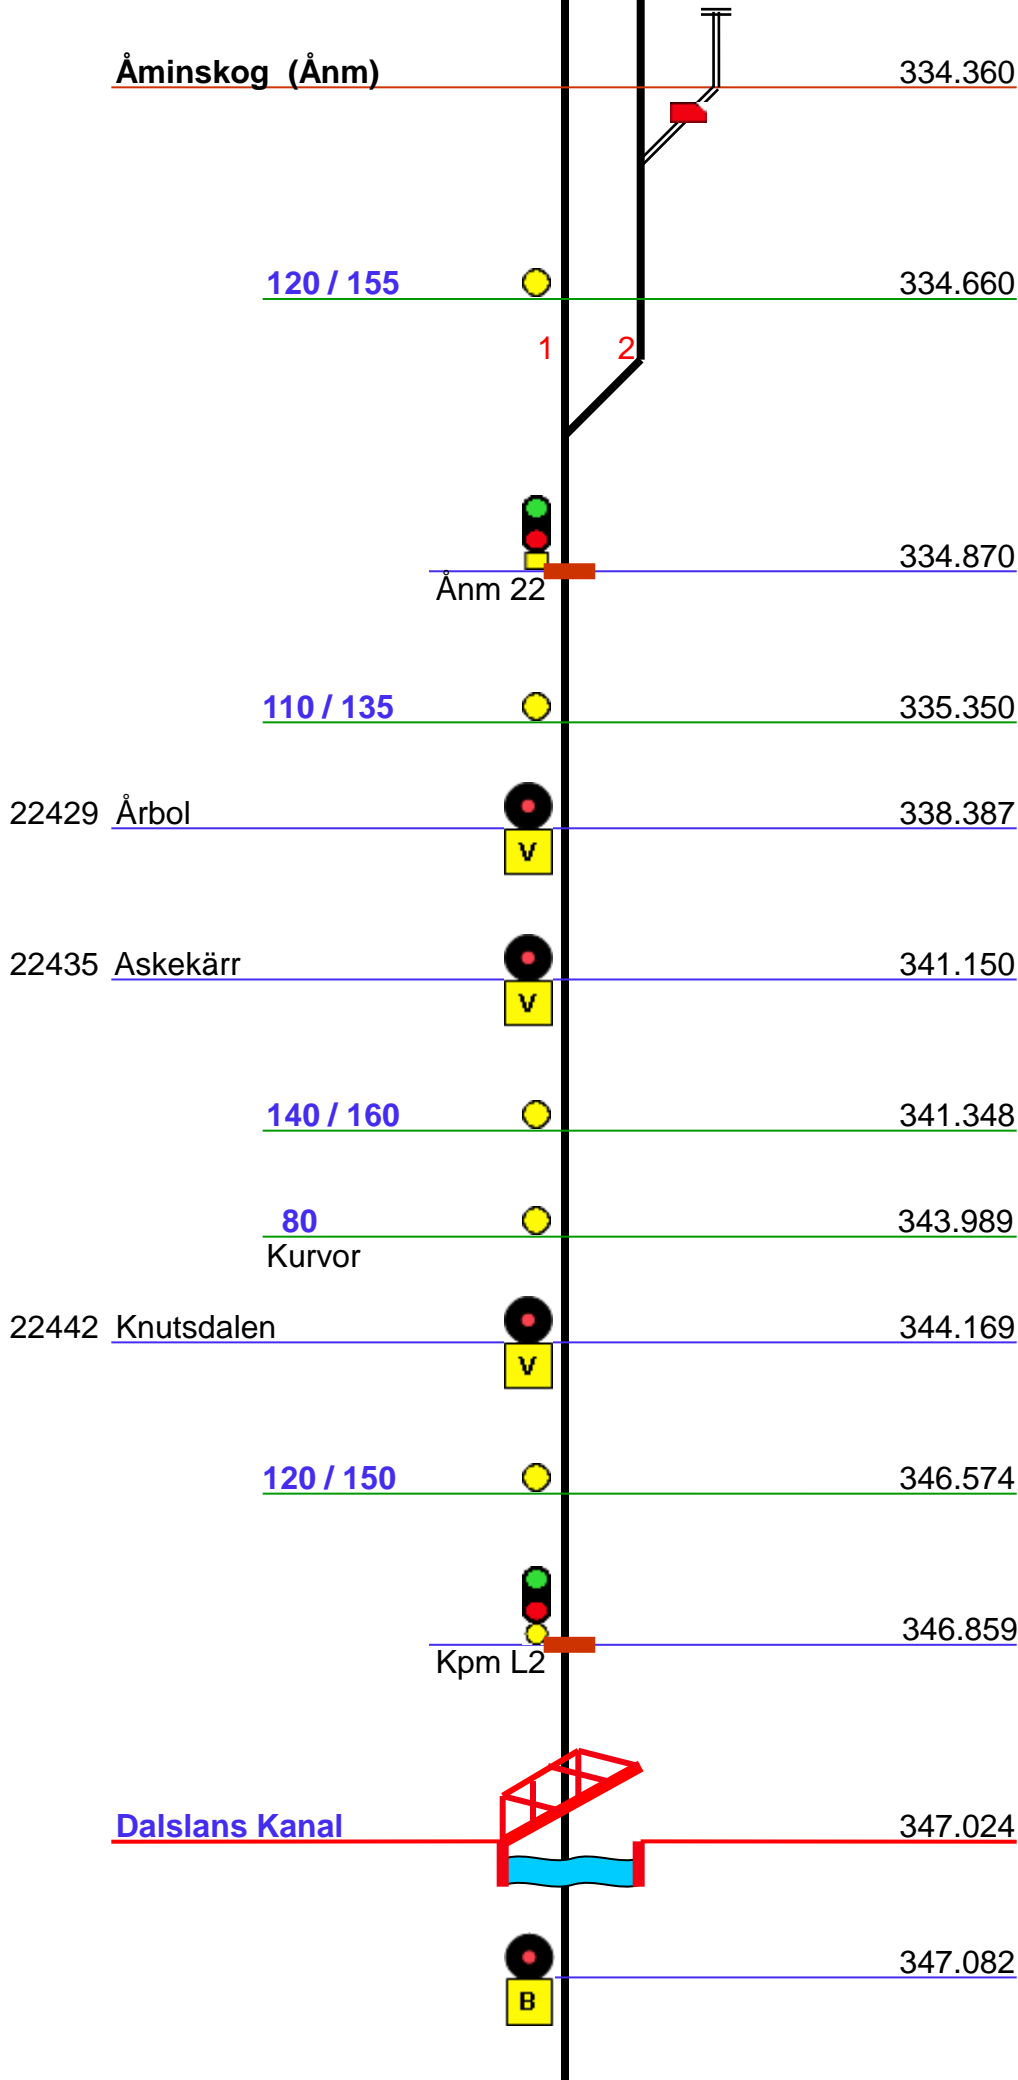 Åminskog (Ånm) 334.360
120 / 155 334.660
1 2
334.870
Ånm 22
110 / 135 335.350
22429 Årbol 338.387
V
22435 Askekärr 341.150
V
140 / 160 341.348
80 343.989
Kurvor
22442 Knutsdalen 344.169
V
120 / 150 346.574
346.859
Kpm L2
Dalslans Kanal 347.024
347.082
B